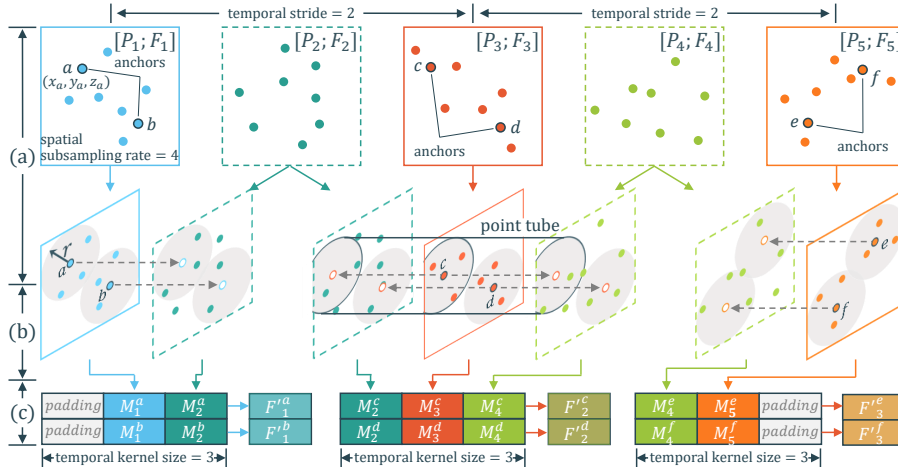 temporal stride = 2
temporal stride = 2
[P₁; F₁]
[P₂; F₂]
[P₃; F₃]
[P₄; F₄]
[P₅; F₅]
anchors
a
(xₐ, yₐ, zₐ)
b
spatial
subsampling rate = 4
c
d
anchors
f
e
anchors
(a)
point tube
r
a
b
c
d
e
f
(b)
(c)
padding M₁ᵃ M₂ᵃ F′₁ᵃ
padding M₁ᵇ M₂ᵇ F′₁ᵇ
temporal kernel size = 3
M₂ᶜ M₃ᶜ M₄ᶜ F′₂ᶜ
M₂ᵈ M₃ᵈ M₄ᵈ F′₂ᵈ
temporal kernel size = 3
M₄ᵉ M₅ᵉ padding F′₃ᵉ
M₄ᶠ M₅ᶠ padding F′₃ᶠ
temporal kernel size = 3